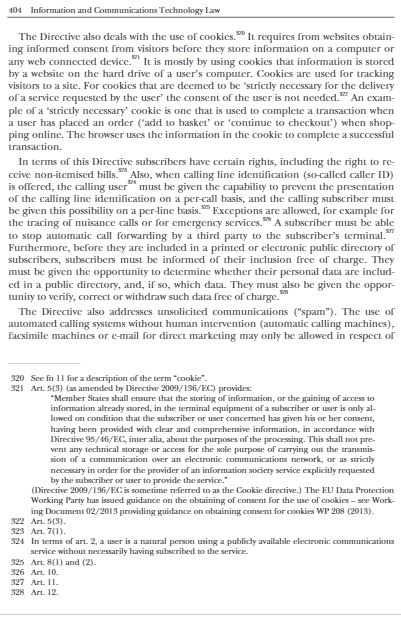 404 Information and Communications Technology Law
The Directive also deals with the use of cookies.320 It requires from websites obtain-
ing informed consent from visitors before they store information on a computer or
any web connected device.321 It is mostly by using cookies that information is stored
by a website on the hard drive of a user's computer. Cookies are used for tracking
visitors to a site. For cookies that are deemed to be 'strictly necessary for the delivery
of a service requested by the user' the consent of the user is not needed.322 An exam-
ple of a 'strictly necessary' cookie is one that is used to complete a transaction when
a user has placed an order ('add to basket' or 'continue to checkout') when shop-
ping online. The browser uses the information in the cookie to complete a successful
transaction.
In terms of this Directive subscribers have certain rights, including the right to re-
ceive non-itemised bills.323 Also, when calling line identification (so-called caller ID)
is offered, the calling user324 must be given the capability to prevent the presentation
of the calling line identification on a per-call basis, and the calling subscriber must
be given this possibility on a per-line basis.325 Exceptions are allowed, for example for
the tracing of nuisance calls or for emergency services.326 A subscriber must be able
to stop automatic call forwarding by a third party to the subscriber's terminal.327
Furthermore, before they are included in a printed or electronic public directory of
subscribers, subscribers must be informed of their inclusion free of charge. They
must be given the opportunity to determine whether their personal data are includ-
ed in a public directory, and, if so, which data. They must also be given the oppor-
tunity to verify, correct or withdraw such data free of charge.328
The Directive also addresses unsolicited communications ("spam"). The use of
automated calling systems without human intervention (automatic calling machines),
facsimile machines or e-mail for direct marketing may only be allowed in respect of
320 See fn 11 for a description of the term "cookie".
321 Art. 5(3) (as amended by Directive 2009/136/EC) provides:
"Member States shall ensure that the storing of information, or the gaining of access to
information already stored, in the terminal equipment of a subscriber or user is only al-
lowed on condition that the subscriber or user concerned has given his or her consent,
having been provided with clear and comprehensive information, in accordance with
Directive 95/46/EC, inter alia, about the purposes of the processing. This shall not pre-
vent any technical storage or access for the sole purpose of carrying out the transmis-
sion of a communication over an electronic communications network, or as strictly
necessary in order for the provider of an information society service explicitly requested
by the subscriber or user to provide the service."
(Directive 2009/136/EC is sometimes referred to as the Cookie directive.) The EU Data Protection
Working Party has issued guidance on the obtaining of consent for the use of cookies – see Work-
ing Document 02/2013 providing guidance on obtaining consent for cookies WP 208 (2013).
322 Art. 5(3).
323 Art. 7(1).
324 In terms of art. 2, a user is a natural person using a publicly available electronic communications
service without necessarily having subscribed to the service.
325 Art. 8(1) and (2).
326 Art. 10.
327 Art. 11.
328 Art. 12.